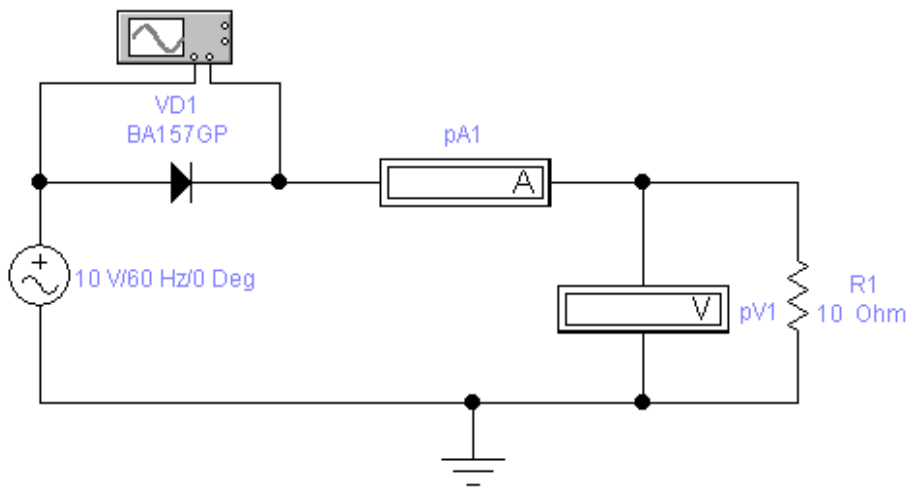 VD1
BA157GP
pA1
A
10 V/60 Hz/0 Deg
V
pV1
R1
10 Ohm